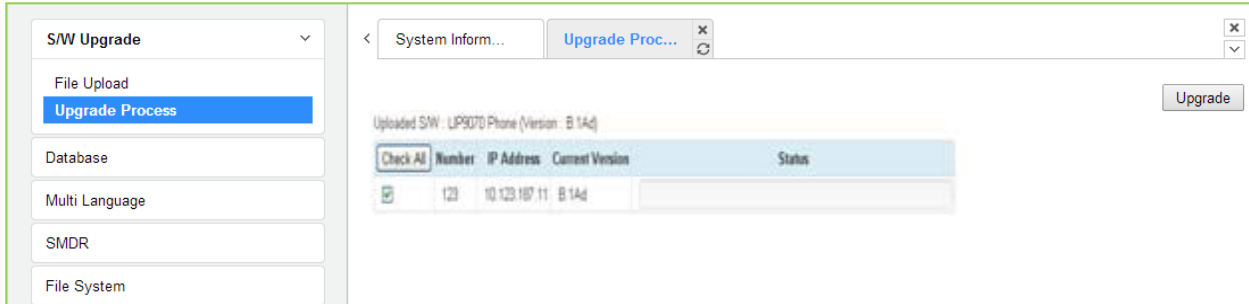 S/W Upgrade
File Upload
Upgrade Process
Database
Multi Language
SMDR
File System
System Inform...
Upgrade Proc...
Upgrade
Uploaded S/W : LIP9070 Phone (Version : B.1Ad)
Check All Number IP Address Current Version Status
123 10.123.187.11 B.1Ad